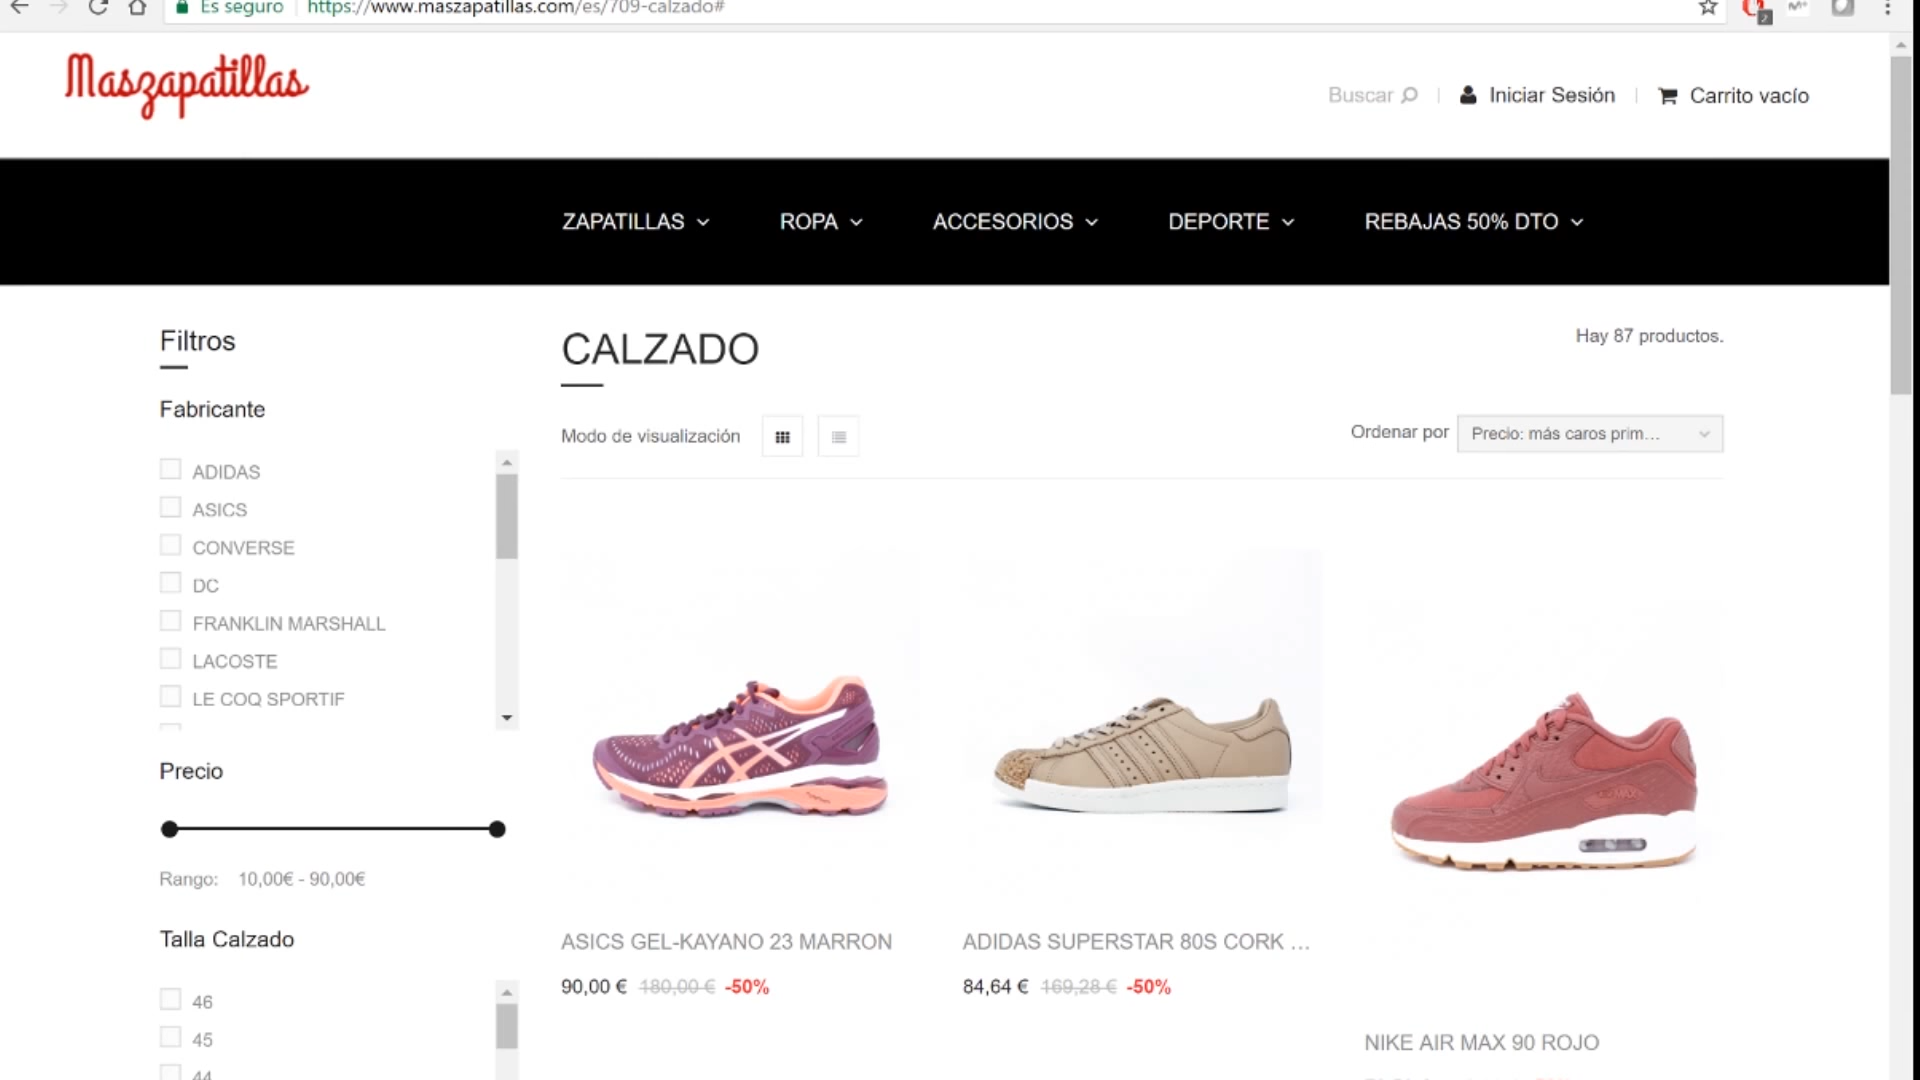 Es seguro
https://www.maszapatillas.com/es/709-calzado#
Maszapatillas
Buscar
Iniciar Sesión
Carrito vacío
ZAPATILLAS
ROPA
ACCESORIOS
DEPORTE
REBAJAS 50% DTO
Filtros
Fabricante
ADIDAS
ASICS
CONVERSE
DC
FRANKLIN MARSHALL
LACOSTE
LE COQ SPORTIF
Precio
Rango: 10,00€ - 90,00€
Talla Calzado
46
45
44
CALZADO
Hay 87 productos.
Modo de visualización
Ordenar por
Precio: más caros prim…
ASICS GEL-KAYANO 23 MARRON
90,00 € 180,00 € -50%
ADIDAS SUPERSTAR 80S CORK ...
84,64 € 169,28 € -50%
NIKE AIR MAX 90 ROJO